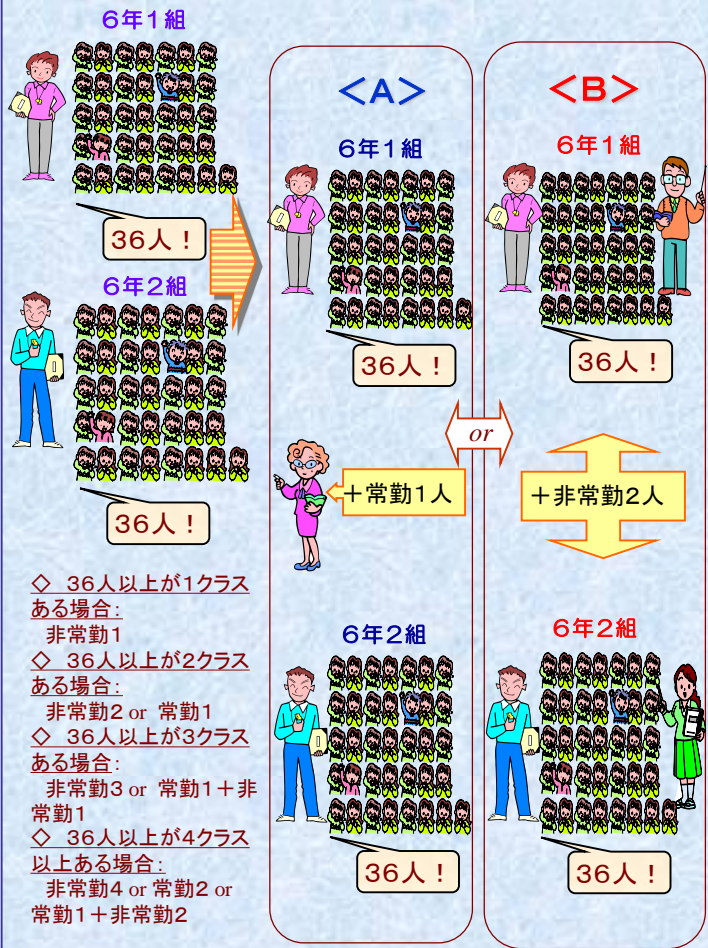 6年1組
36人！
6年2組
36人！
◇ 36人以上が1クラス
ある場合：
非常勤1
◇ 36人以上が2クラス
ある場合：
非常勤2 or 常勤1
◇ 36人以上が3クラス
ある場合：
非常勤3 or 常勤1＋非
常勤1
◇ 36人以上が4クラス
以上ある場合：
非常勤4 or 常勤2 or
常勤1＋非常勤2
＜A＞
6年1組
36人！
＋常勤1人
6年2組
36人！
or
＜B＞
6年1組
36人！
＋非常勤2人
6年2組
36人！